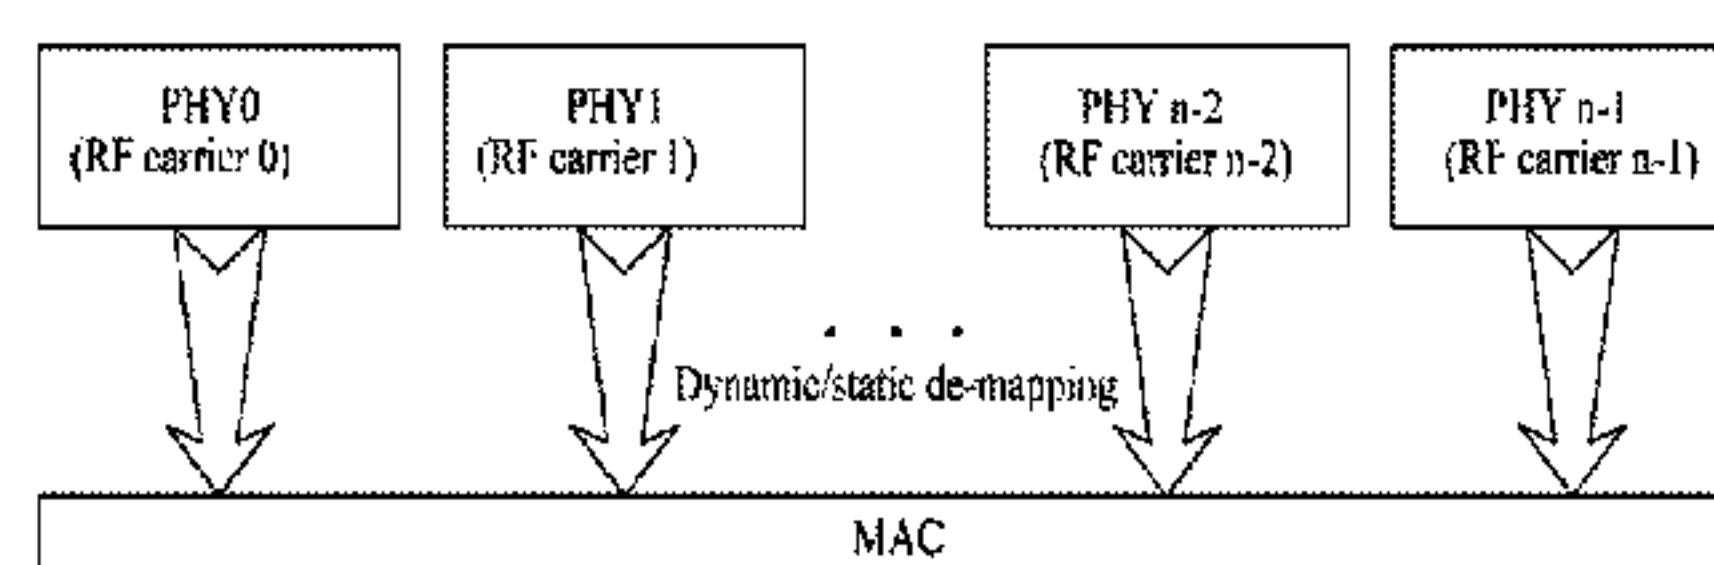 PHY0
(RF carrier 0)
PHY1
(RF carrier 1)
PHY n-2
(RF carrier n-2)
PHY n-1
(RF carrier n-1)
. . .
Dynamic/static de-mapping
MAC